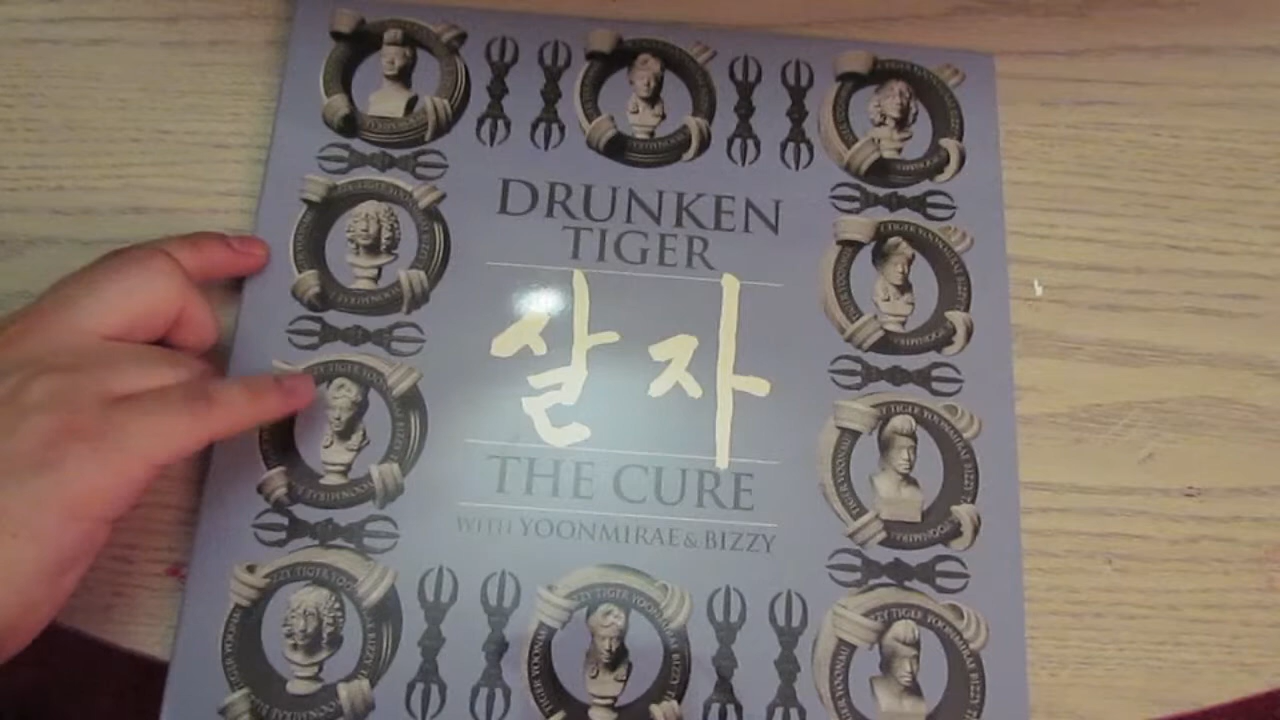 DRUNKEN
TIGER
살자
THE CURE
WITH YOONMIRAE & BIZZY